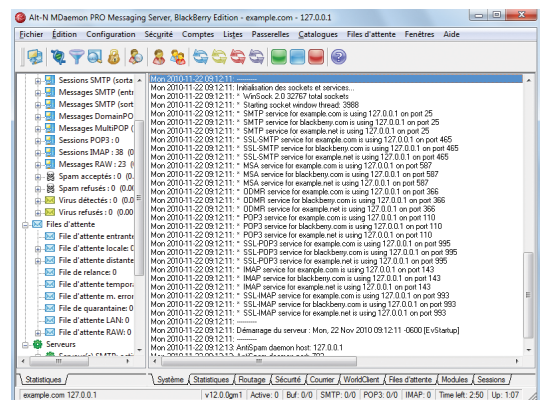 Alt-N MDaemon PRO Messaging Server, BlackBerry Edition - example.com - 127.0.0.1
Fichier Édition Configuration Sécurité Comptes Listes Passerelles Catalogues Files d'attente Fenêtres Aide
Sessions SMTP (sorta
Messages SMTP (entr
Messages SMTP (sort
Messages DomainPO
Messages MultiPOP (
Sessions POP3 : 0
Sessions IMAP : 38 (0
Messages RAW : 23 (
Spam acceptés : 0 (0.
Spam refusés : 0 (0.00
Virus détectés : 0 (0.0
Virus refusés : 0 (0.00
Files d'attente
File d'attente entrante
File d'attente locale: 0
File d'attente distante
File de relance: 0
File d'attente tempora
File d'attente m. error
File de quarantaine: 0
File d'attente LAN: 0
File d'attente RAW: 0
Serveurs
Mon 2010-11-22 09:12:11: --------
Mon 2010-11-22 09:12:11: Initialisation des sockets et services...
Mon 2010-11-22 09:12:11: * WinSock 2.0 32767 total sockets
Mon 2010-11-22 09:12:11: * Starting socket window thread: 3988
Mon 2010-11-22 09:12:11: * SMTP service for example.com is using 127.0.0.1 on port 25
Mon 2010-11-22 09:12:11: * SMTP service for blackberry.com is using 127.0.0.1 on port 25
Mon 2010-11-22 09:12:11: * SMTP service for example.net is using 127.0.0.1 on port 25
Mon 2010-11-22 09:12:11: * SSL-SMTP service for example.com is using 127.0.0.1 on port 465
Mon 2010-11-22 09:12:11: * SSL-SMTP service for blackberry.com is using 127.0.0.1 on port 465
Mon 2010-11-22 09:12:11: * SSL-SMTP service for example.net is using 127.0.0.1 on port 465
Mon 2010-11-22 09:12:11: * MSA service for example.com is using 127.0.0.1 on port 587
Mon 2010-11-22 09:12:11: * MSA service for blackberry.com is using 127.0.0.1 on port 587
Mon 2010-11-22 09:12:11: * MSA service for example.net is using 127.0.0.1 on port 587
Mon 2010-11-22 09:12:11: * ODMR service for example.com is using 127.0.0.1 on port 366
Mon 2010-11-22 09:12:11: * ODMR service for blackberry.com is using 127.0.0.1 on port 366
Mon 2010-11-22 09:12:11: * ODMR service for example.net is using 127.0.0.1 on port 366
Mon 2010-11-22 09:12:11: * POP3 service for example.com is using 127.0.0.1 on port 110
Mon 2010-11-22 09:12:11: * POP3 service for blackberry.com is using 127.0.0.1 on port 110
Mon 2010-11-22 09:12:11: * POP3 service for example.net is using 127.0.0.1 on port 110
Mon 2010-11-22 09:12:11: * SSL-POP3 service for example.com is using 127.0.0.1 on port 995
Mon 2010-11-22 09:12:11: * SSL-POP3 service for blackberry.com is using 127.0.0.1 on port 995
Mon 2010-11-22 09:12:11: * SSL-POP3 service for example.net is using 127.0.0.1 on port 995
Mon 2010-11-22 09:12:11: * IMAP service for example.com is using 127.0.0.1 on port 143
Mon 2010-11-22 09:12:11: * IMAP service for blackberry.com is using 127.0.0.1 on port 143
Mon 2010-11-22 09:12:11: * IMAP service for example.net is using 127.0.0.1 on port 143
Mon 2010-11-22 09:12:11: * SSL-IMAP service for example.com is using 127.0.0.1 on port 993
Mon 2010-11-22 09:12:11: * SSL-IMAP service for blackberry.com is using 127.0.0.1 on port 993
Mon 2010-11-22 09:12:11: * SSL-IMAP service for example.net is using 127.0.0.1 on port 993
Mon 2010-11-22 09:12:11: --------
Mon 2010-11-22 09:12:11: Démarrage du serveur : Mon, 22 Nov 2010 09:12:11 -0600 [EvStartup]
Mon 2010-11-22 09:12:11: --------
Mon 2010-11-22 09:12:13: AntiSpam daemon host: 127.0.0.1
Statistiques
Système Statistiques Routage Sécurité Courrier WorldClient Files d'attente Modules Sessions
example.com 127.0.0.1 v12.0.0gm1 Active: 0 Buf: 0/0 SMTP: 0/0 POP3: 0/0 IMAP: 0 Time left: 2:50 Up: 1:07